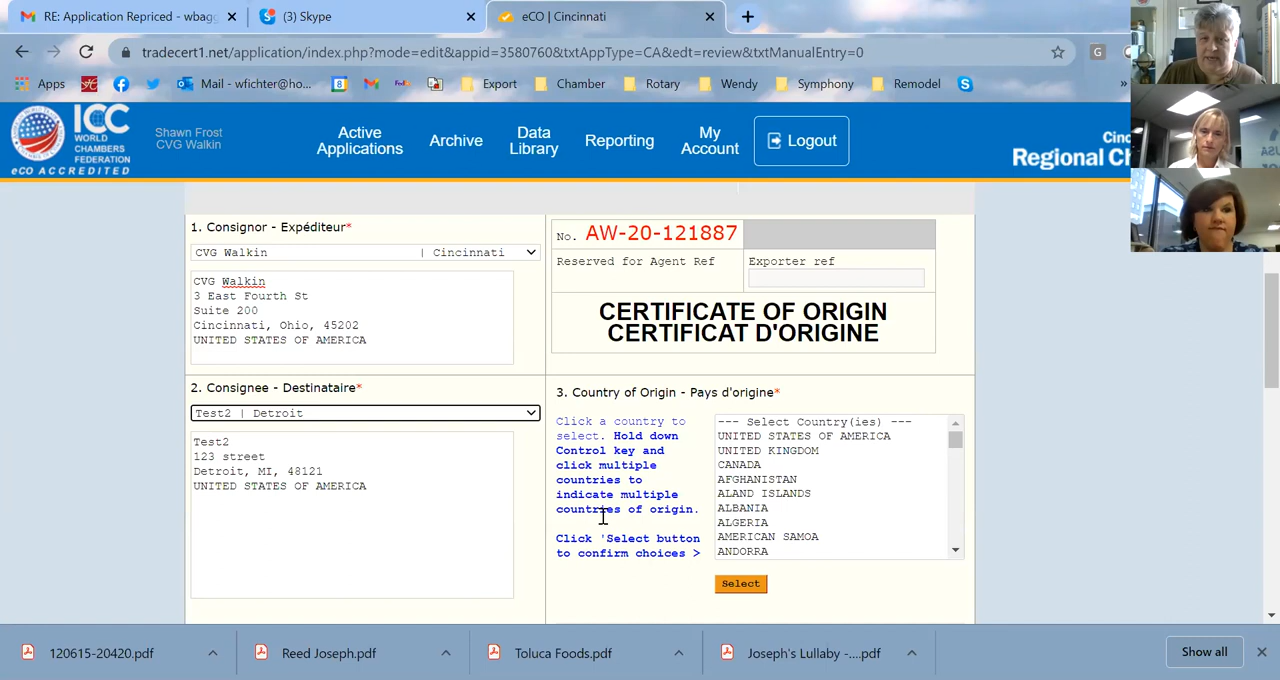 RE: Application Repriced - wbagg
(3) Skype
eCO | Cincinnati
tradecert1.net/application/index.php?mode=edit&appid=3580760&txtAppType=CA&edt=review&txtManualEntry=0
G
Apps
Mail - wfichter@ho...
Export
Chamber
Rotary
Wendy
Symphony
Remodel
»
ICC
WORLD
CHAMBERS
FEDERATION
eCO ACCREDITED
Shawn Frost
CVG Walkin
Active
Applications
Archive
Data
Library
Reporting
My
Account
Logout
Cinc
Regional Ch
1. Consignor - Expéditeur*
CVG Walkin | Cincinnati
CVG Walkin
3 East Fourth St
Suite 200
Cincinnati, Ohio, 45202
UNITED STATES OF AMERICA
No. AW-20-121887
Reserved for Agent Ref
Exporter ref
CERTIFICATE OF ORIGIN
CERTIFICAT D'ORIGINE
2. Consignee - Destinataire*
Test2 | Detroit
Test2
123 street
Detroit, MI, 48121
UNITED STATES OF AMERICA
3. Country of Origin - Pays d'origine*
Click a country to
select. Hold down
Control key and
click multiple
countries to
indicate multiple
countries of origin.
Click 'Select button
to confirm choices >
--- Select Country(ies) ---
UNITED STATES OF AMERICA
UNITED KINGDOM
CANADA
AFGHANISTAN
ALAND ISLANDS
ALBANIA
ALGERIA
AMERICAN SAMOA
ANDORRA
Select
120615-20420.pdf
Reed Joseph.pdf
Toluca Foods.pdf
Joseph's Lullaby -....pdf
Show all